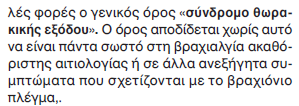 λές φορές ο γενικός όρος «σύνδρομο θωρα-
κικής εξόδου». Ο όρος αποδίδεται χωρίς αυτό
να είναι πάντα σωστό στη βραχιαλγία ακαθό-
ριστης αιτιολογίας ή σε άλλα ανεξήγητα συ-
μπτώματα που σχετίζονται με το βραχιόνιο
πλέγμα,.